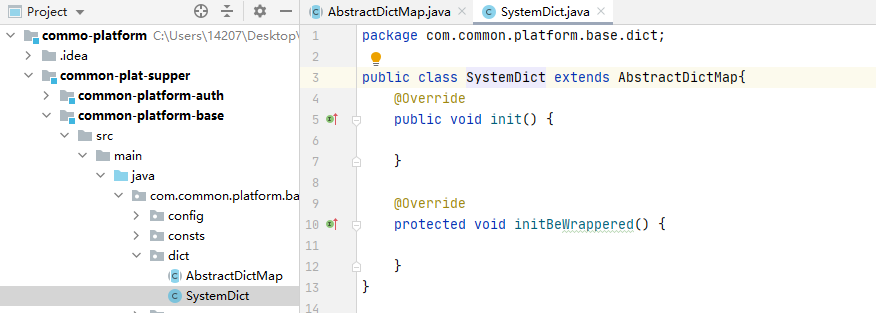 Project
commo-platform C:\Users\14207\Desktop\
.idea
common-plat-supper
common-platform-auth
common-platform-base
src
main
java
com.common.platform.ba
config
consts
dict
AbstractDictMap
SystemDict
AbstractDictMap.java SystemDict.java
1 package com.common.platform.base.dict;
2
3 public class SystemDict extends AbstractDictMap{
4 @Override
5 public void init() {
6
7 }
8
9 @Override
10 protected void initBeWrappered() {
11
12 }
13 }
14